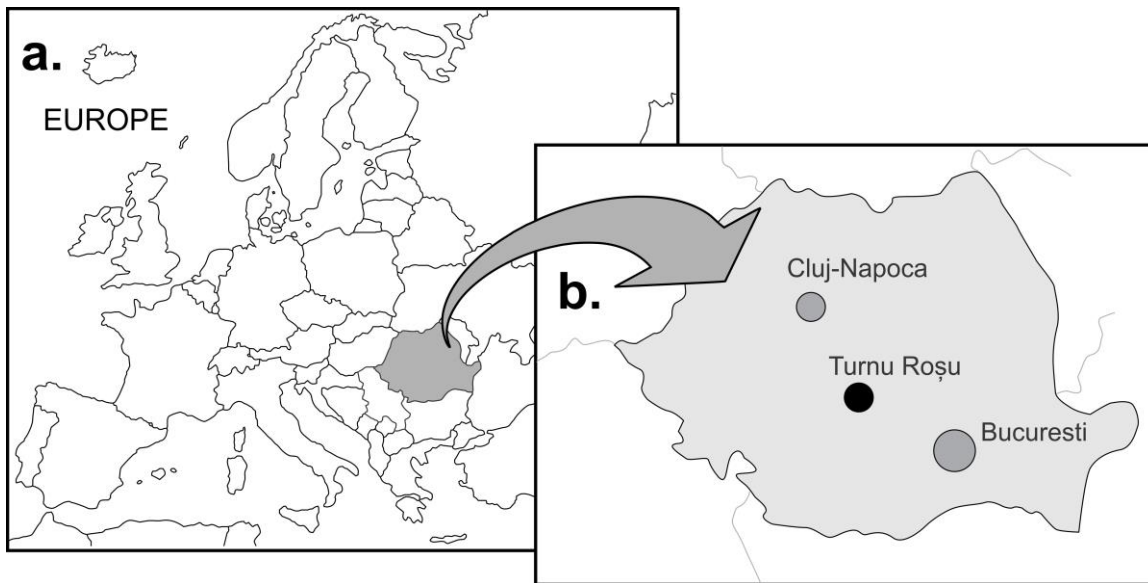 a.
EUROPE
b.
Cluj-Napoca
Turnu Roșu
Bucuresti